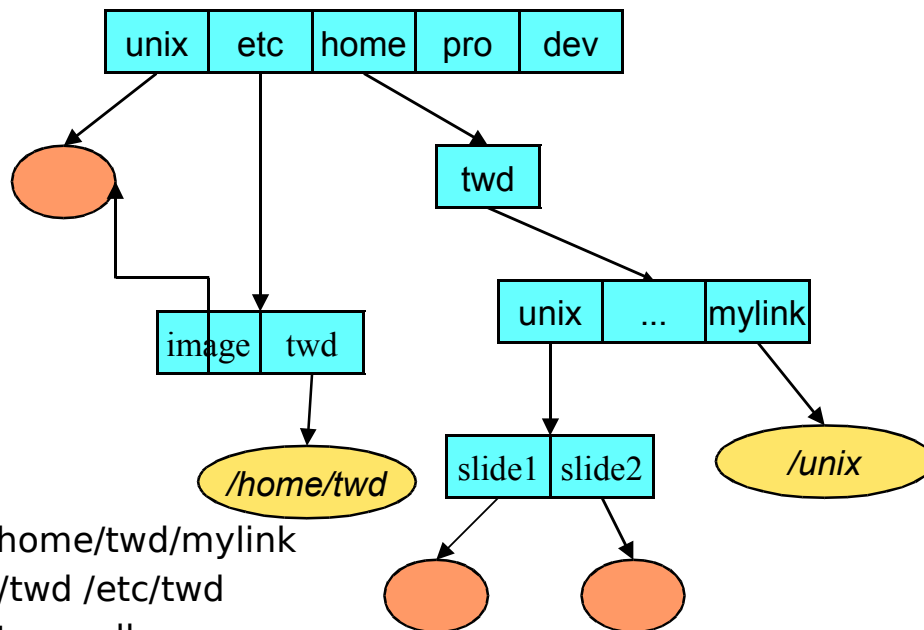 unix etc home pro dev
twd
unix ... mylink
image twd
slide1 slide2
/unix
/home/twd
home/twd/mylink
/twd /etc/twd